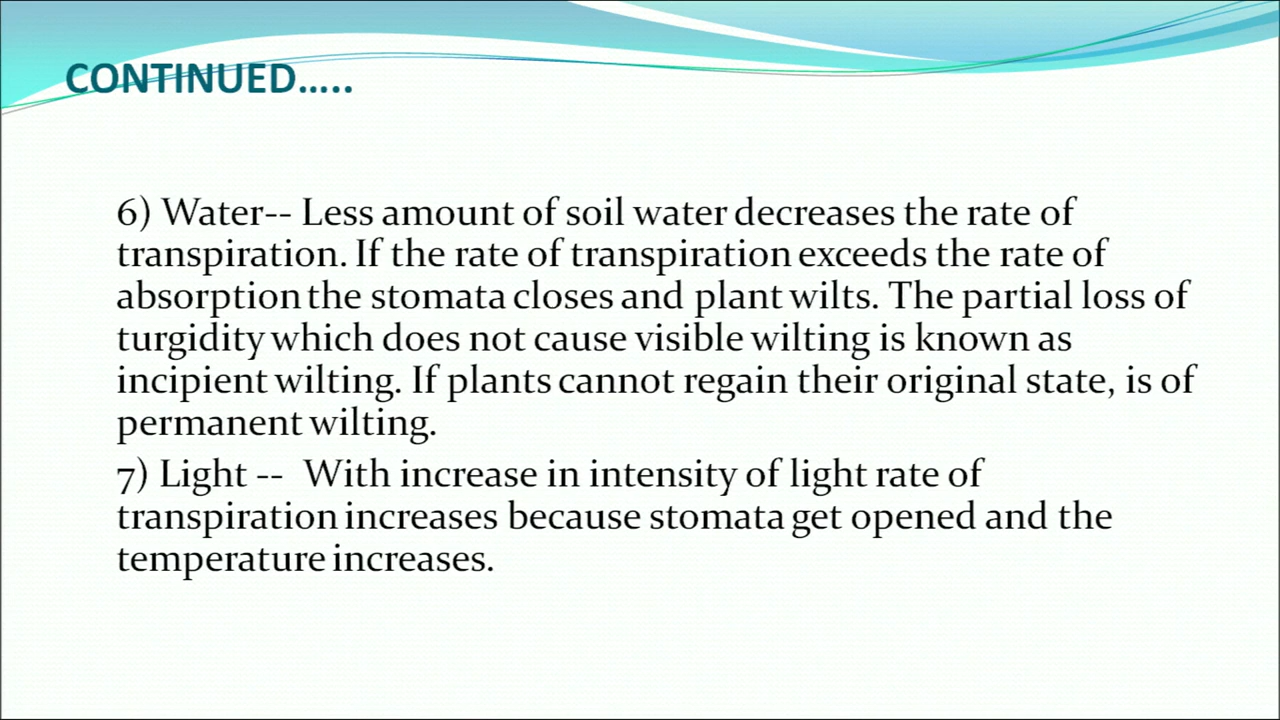 CONTINUED…..
6) Water-- Less amount of soil water decreases the rate of
transpiration. If the rate of transpiration exceeds the rate of
absorption the stomata closes and plant wilts. The partial loss of
turgidity which does not cause visible wilting is known as
incipient wilting. If plants cannot regain their original state, is of
permanent wilting.
7) Light -- With increase in intensity of light rate of
transpiration increases because stomata get opened and the
temperature increases.